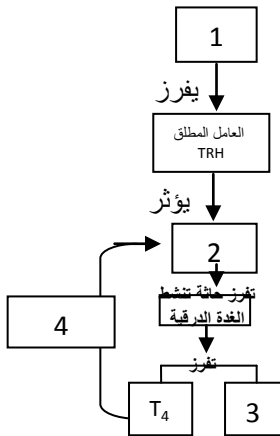 1
يفرز
العامل المطلق
TRH
يؤثر
2
تفرز حاثة تنشط
الغدة الدرقية
4
تفرز
T4
3